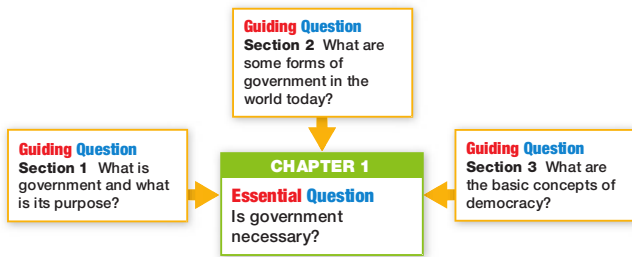 Guiding Question
Section 2 What are
some forms of
government in the
world today?
Guiding Question
Section 1 What is
government and what
is its purpose?
CHAPTER 1
Essential Question
Is government
necessary?
Guiding Question
Section 3 What are
the basic concepts of
democracy?